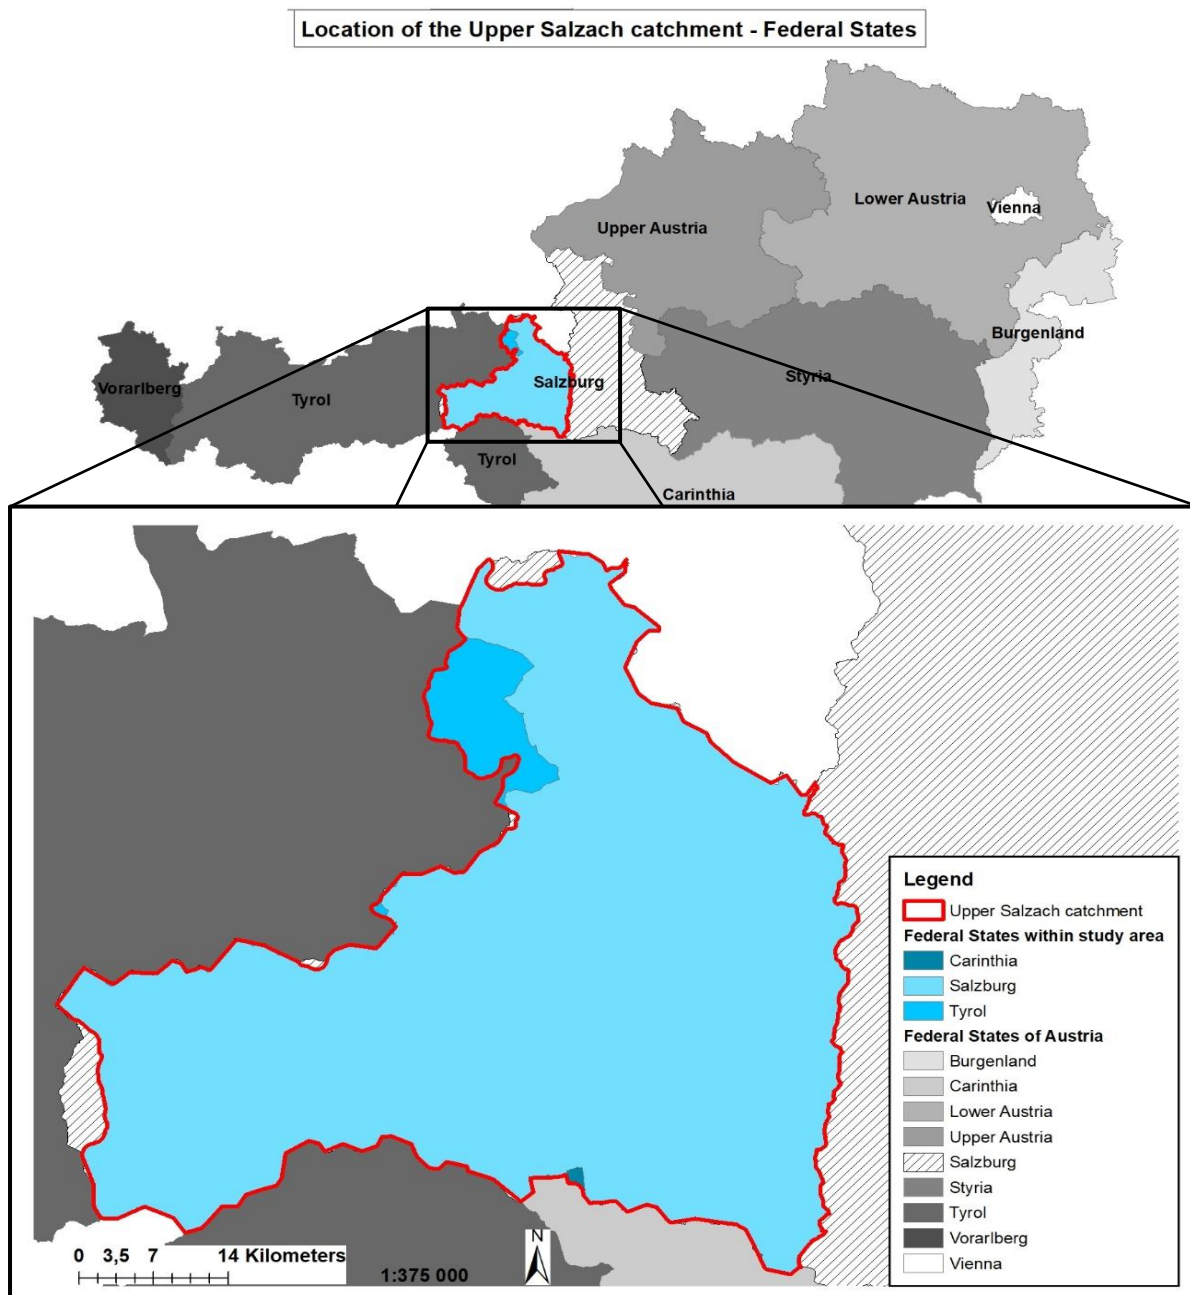 Location of the Upper Salzach catchment - Federal States
Lower Austria
Vienna
Upper Austria
Burgenland
Vorarlberg
Tyrol
Salzburg
Styria
Tyrol
Carinthia
Legend
Upper Salzach catchment
Federal States within study area
Carinthia
Salzburg
Tyrol
Federal States of Austria
Burgenland
Carinthia
Lower Austria
Upper Austria
Salzburg
Styria
Tyrol
Vorarlberg
Vienna
N
0 3,5 7 14 Kilometers
1:375 000